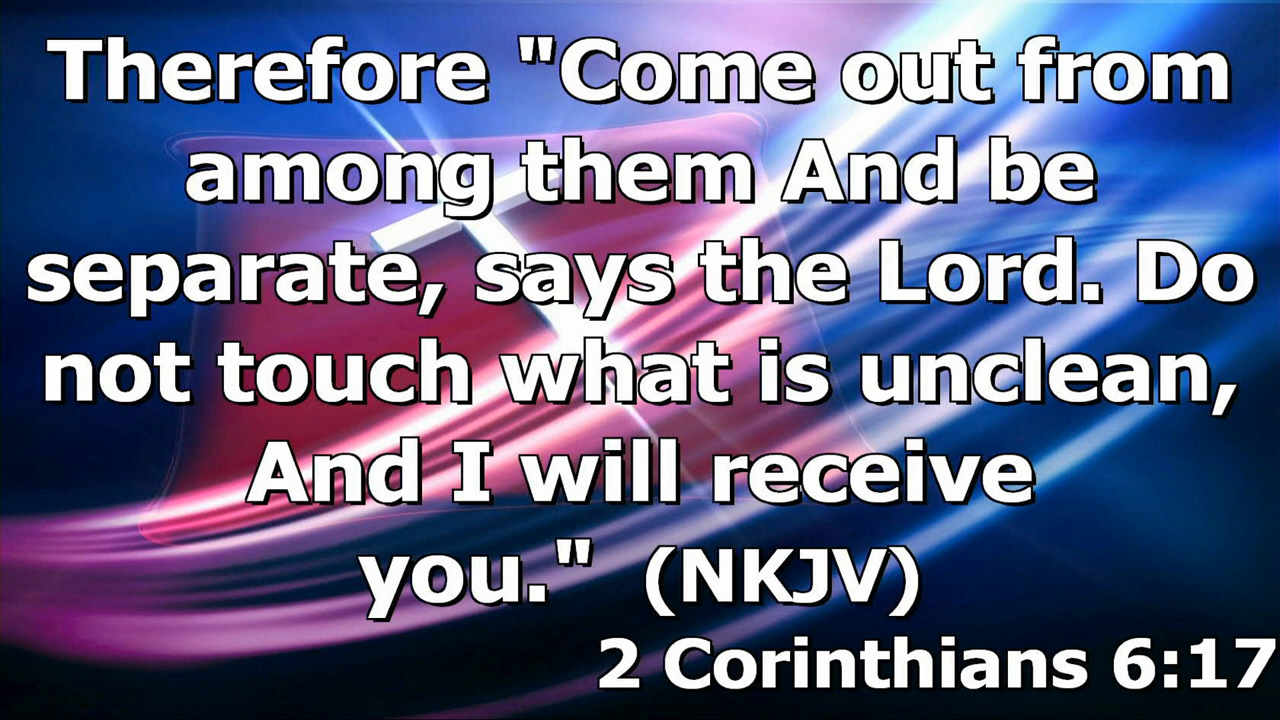 Therefore "Come out from
among them And be
separate, says the Lord. Do
not touch what is unclean,
And I will receive
you." (NKJV)
2 Corinthians 6:17